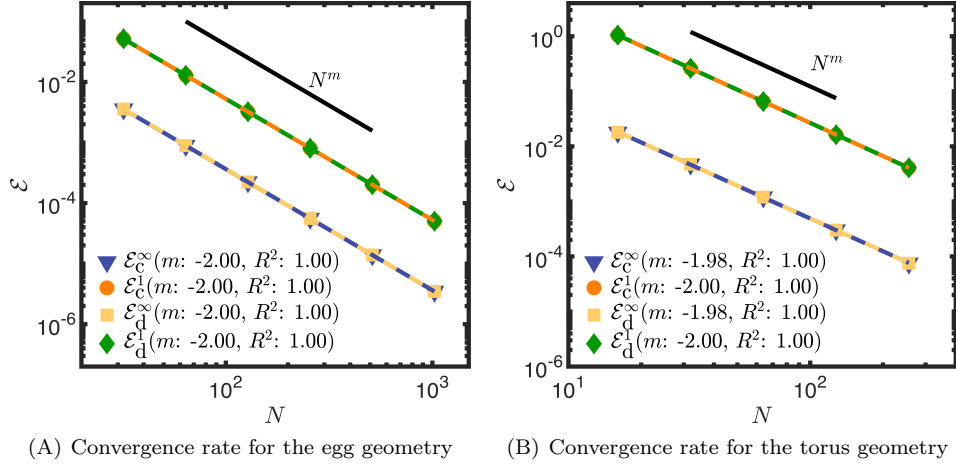 10^{-2}
10^{-4}
10^{-6}
ℰ
N^m
ℰ_c^∞(m: -2.00, R^2: 1.00)
ℰ_c^1(m: -2.00, R^2: 1.00)
ℰ_d^∞(m: -2.00, R^2: 1.00)
ℰ_d^1(m: -2.00, R^2: 1.00)
10^2
10^3
N
(A) Convergence rate for the egg geometry
10^0
10^{-2}
10^{-4}
10^{-6}
ℰ
N^m
ℰ_c^∞(m: -1.98, R^2: 1.00)
ℰ_c^1(m: -2.00, R^2: 1.00)
ℰ_d^∞(m: -1.98, R^2: 1.00)
ℰ_d^1(m: -2.00, R^2: 1.00)
10^1
10^2
N
(B) Convergence rate for the torus geometry